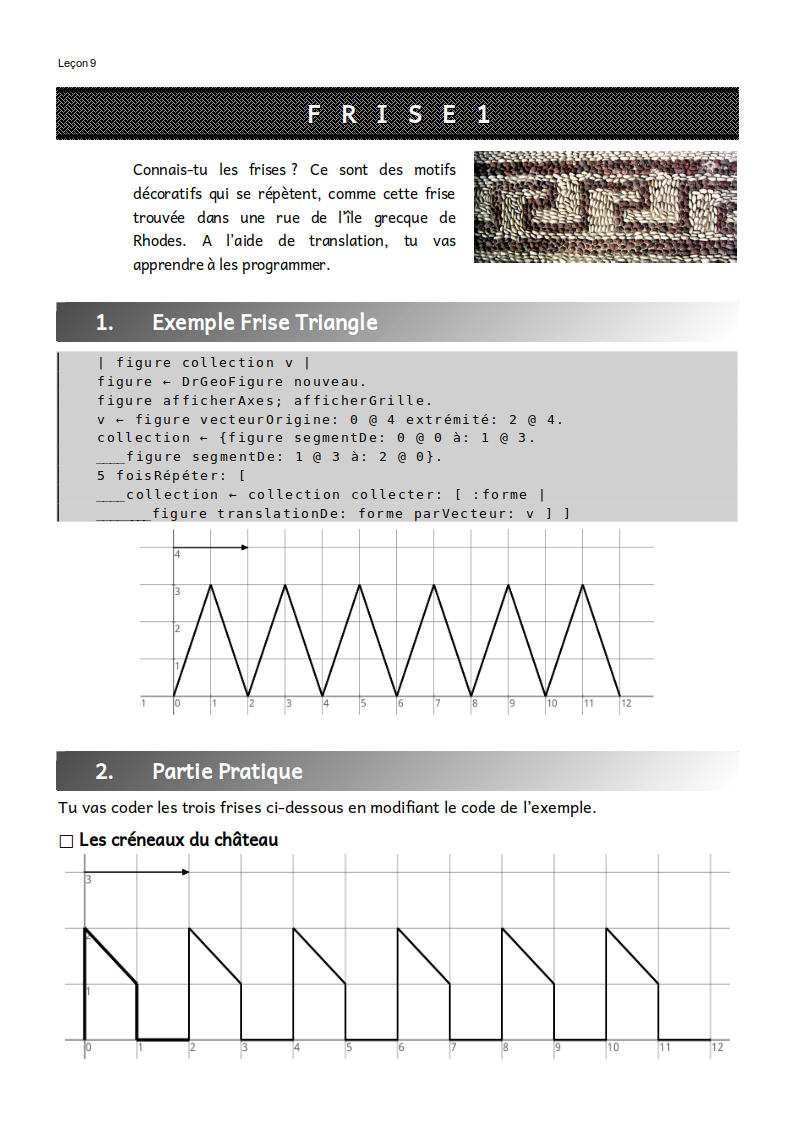 Leçon 9
F R I S E 1
Connais-tu les frises ? Ce sont des motifs
décoratifs qui se répètent, comme cette frise
trouvée dans une rue de l'île grecque de
Rhodes. A l'aide de translation, tu vas
apprendre à les programmer.
1. Exemple Frise Triangle
| figure collection v |
figure ← DrGeoFigure nouveau.
figure afficherAxes; afficherGrille.
v ← figure vecteurOrigine: 0 @ 4 extrémité: 2 @ 4.
collection ← {figure segmentDe: 0 @ 0 à: 1 @ 3.
____figure segmentDe: 1 @ 3 à: 2 @ 0}.
5 foisRépéter: [
____collection ← collection collecter: [ :forme |
________figure translationDe: forme parVecteur: v ] ]
4
3
2
1
1 0 1 2 3 4 5 6 7 8 9 10 11 12
2. Partie Pratique
Tu vas coder les trois frises ci-dessous en modifiant le code de l'exemple.
□ Les créneaux du château
3
2
1
0 1 2 3 4 5 6 7 8 9 10 11 12